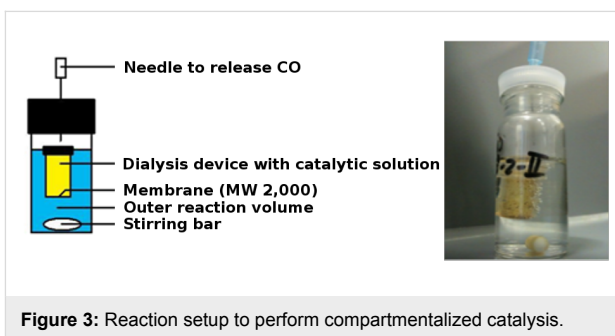 Needle to release CO
Dialysis device with catalytic solution
Membrane (MW 2,000)
Outer reaction volume
Stirring bar
Figure 3: Reaction setup to perform compartmentalized catalysis.